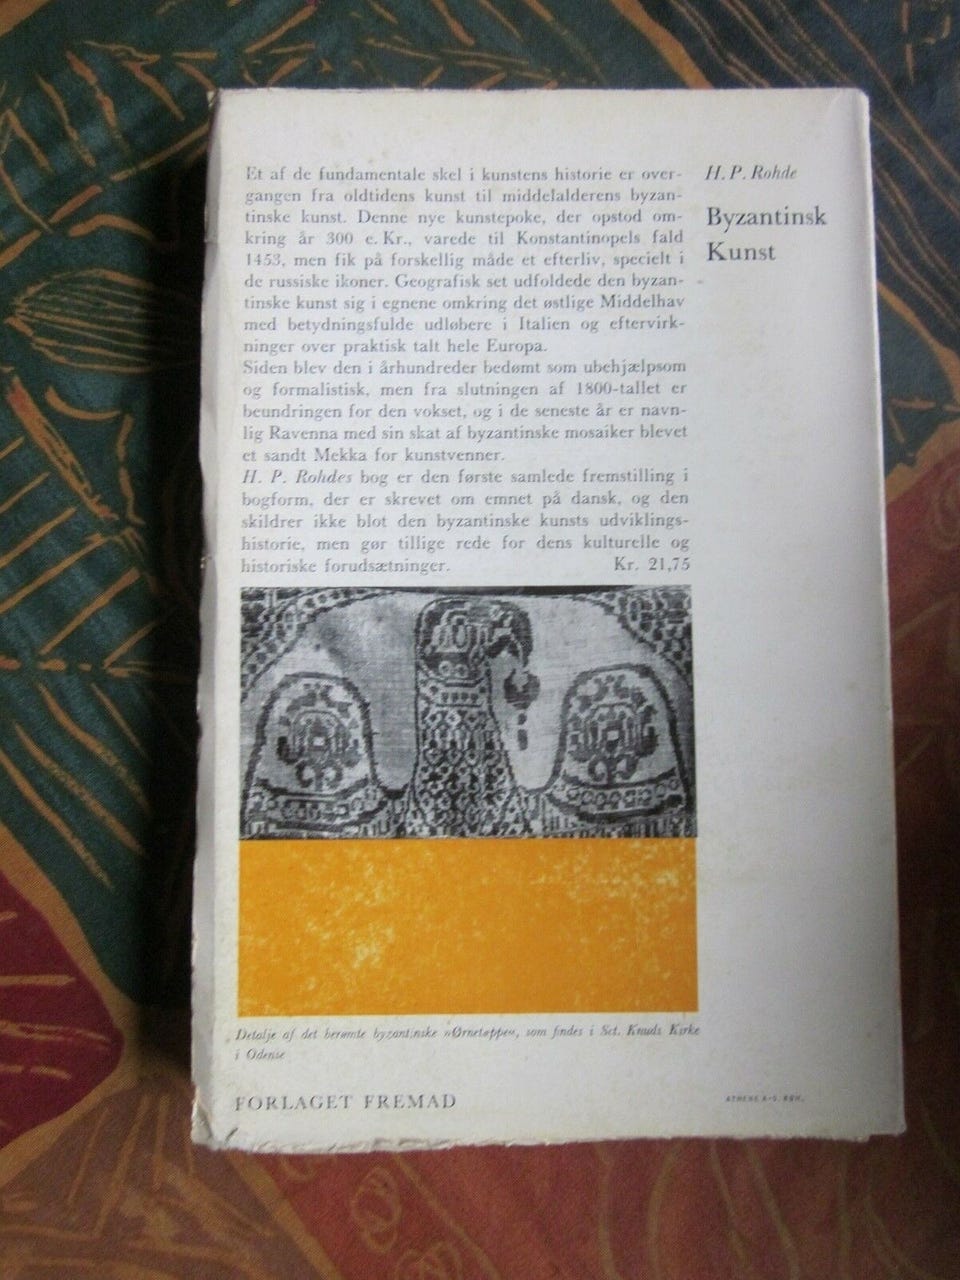 Et af de fundamentale skel i kunstens historie er over-
gangen fra oldtidens kunst til middelalderens byzan-
tinske kunst. Denne nye kunstepoke, der opstod om-
kring år 300 e. Kr., varede til Konstantinopels fald
1453, men fik på forskellig måde et efterliv, specielt i
de russiske ikoner. Geografisk set udfoldede den byzan-
tinske kunst sig i egnene omkring det østlige Middelhav
med betydningsfulde udløbere i Italien og eftervirk-
ninger over praktisk talt hele Europa.
Siden blev den i århundreder bedømt som ubehjælpsom
og formalistisk, men fra slutningen af 1800-tallet er
beundringen for den vokset, og i de seneste år er navn-
lig Ravenna med sin skat af byzantinske mosaiker blevet
et sandt Mekka for kunstvenner.
H. P. Rohdes bog er den første samlede fremstilling i
bogform, der er skrevet om emnet på dansk, og den
skildrer ikke blot den byzantinske kunsts udviklings-
historie, men gør tillige rede for dens kulturelle og
historiske forudsætninger. Kr. 21,75
H. P. Rohde
Byzantinsk
Kunst
Detalje af det berømte byzantinske »Ørnetæppe«, som findes i Sct. Knuds Kirke
i Odense
FORLAGET FREMAD
ATHENE A-S. KBH.